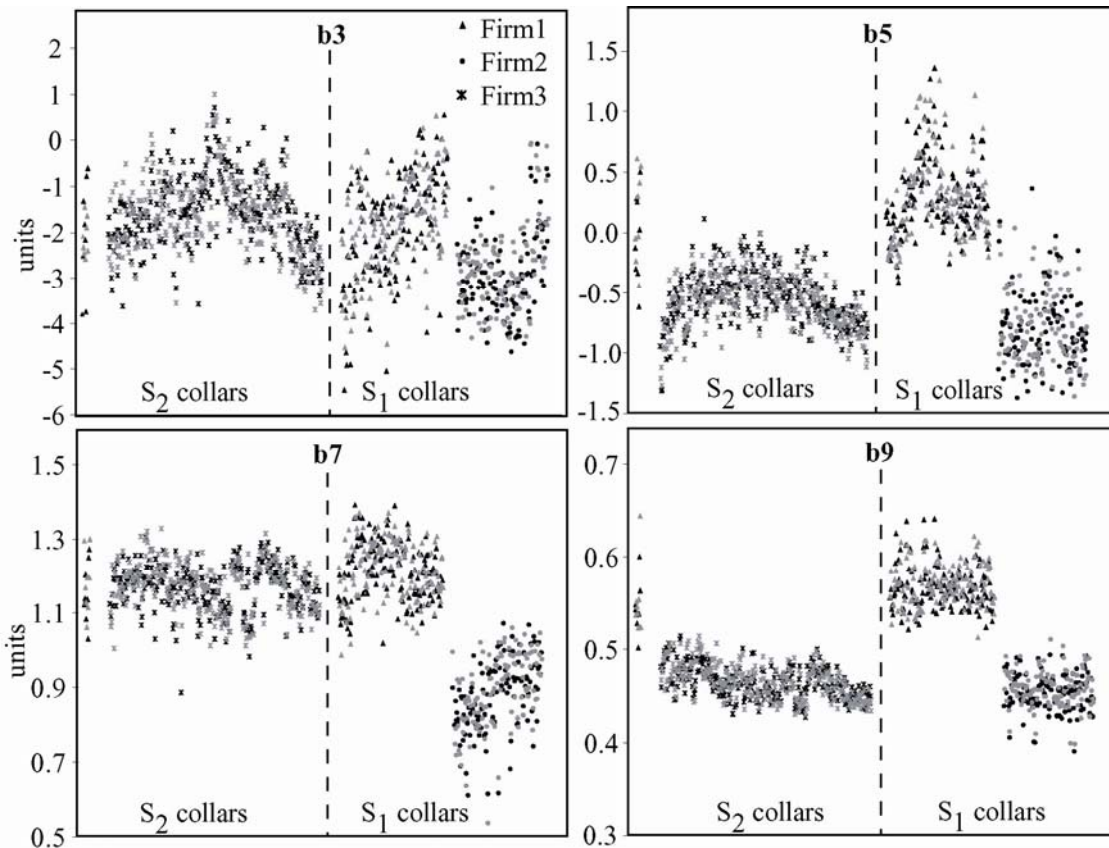 b3
Firm1
Firm2
Firm3
2
1
0
-1
-2
-3
-4
-5
-6
units
S2 collars
S1 collars
b5
1.5
1.0
0.5
0.0
-0.5
-1.0
-1.5
S2 collars
S1 collars
b7
1.5
1.3
1.1
0.9
0.7
0.5
units
S2 collars
S1 collars
b9
0.7
0.6
0.5
0.4
0.3
S2 collars
S1 collars